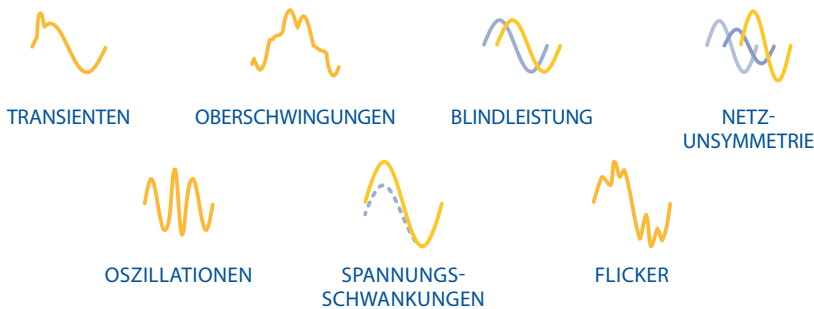 TRANSIENTEN
OBERSCHWINGUNGEN
BLINDLEISTUNG
NETZ-
UNSYMMETRIE
OSZILLATIONEN
SPANNUNGS-
SCHWANKUNGEN
FLICKER